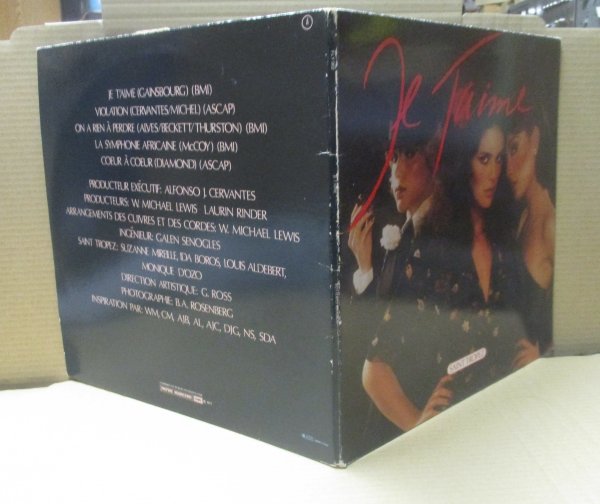 JE T'AIME (GAINSBOURG) (BMI)
VIOLATION (CERVANTES/MICHEL) (ASCAP)
ON A RIEN À PERDRE (ALVES/BECKETT/THURSTON) (BMI)
LA SYMPHONIE AFRICAINE (McCOY) (BMI)
COEUR À COEUR (DIAMOND) (ASCAP)
PRODUCTEUR EXÉCUTIF: ALFONSO J. CERVANTES
PRODUCTEURS: W. MICHAEL LEWIS LAURIN RINDER
ARRANGEMENTS DES CUIVRES ET DES CORDES: W. MICHAEL LEWIS
INGÉNIEUR: GALEN SENOGLES
SAINT TROPEZ: SUZANNE MIREILLE, IDA BOROS, LOUIS ALDEBERT,
MONIQUE D'OZO
DIRECTION ARTISTIQUE: G. ROSS
PHOTOGRAPHIE: B.A. ROSENBERG
INSPIRATION PAR: WM, CM, AJB, AL, AJC, DJG, NS, SDA
Je T'aime
SAINT TROPEZ